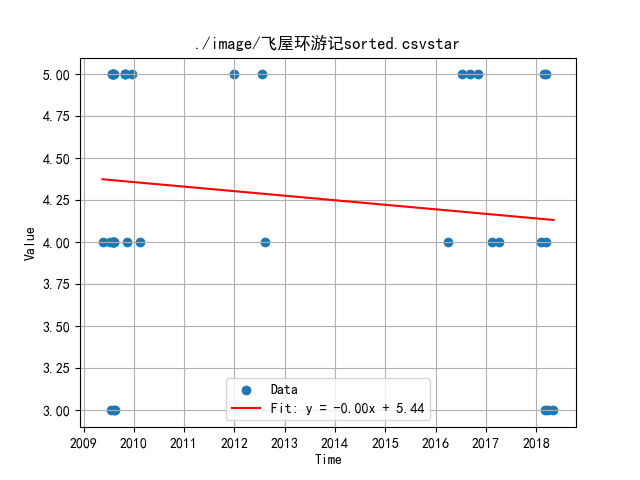 ./image/飞屋环游记sorted.csvstar
5.00
4.75
4.50
4.25
4.00
3.75
3.50
3.25
3.00
Value
Data
Fit: y = -0.00x + 5.44
2009 2010 2011 2012 2013 2014 2015 2016 2017 2018
Time